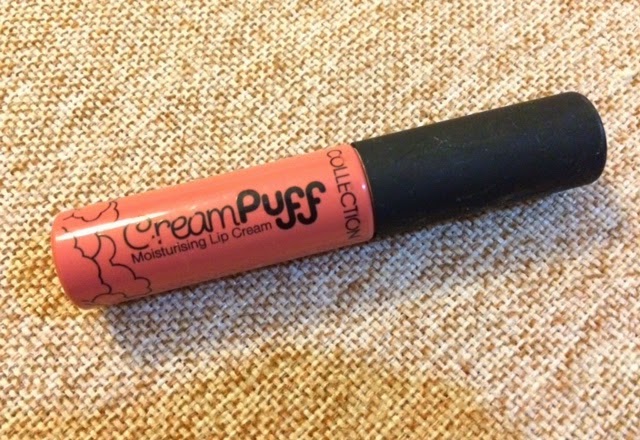 CreamPuff
Moisturising Lip Cream
COLLECTION